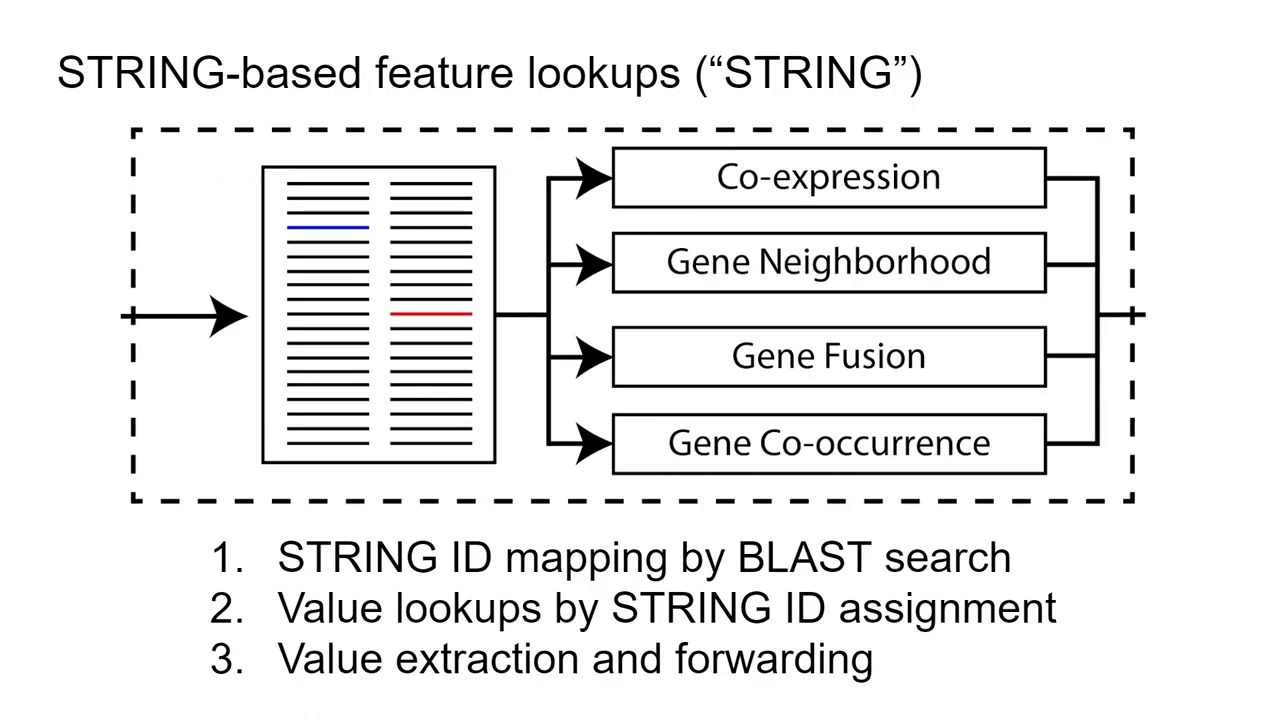 STRING-based feature lookups (“STRING”)
Co-expression
Gene Neighborhood
Gene Fusion
Gene Co-occurrence
1. STRING ID mapping by BLAST search
2. Value lookups by STRING ID assignment
3. Value extraction and forwarding